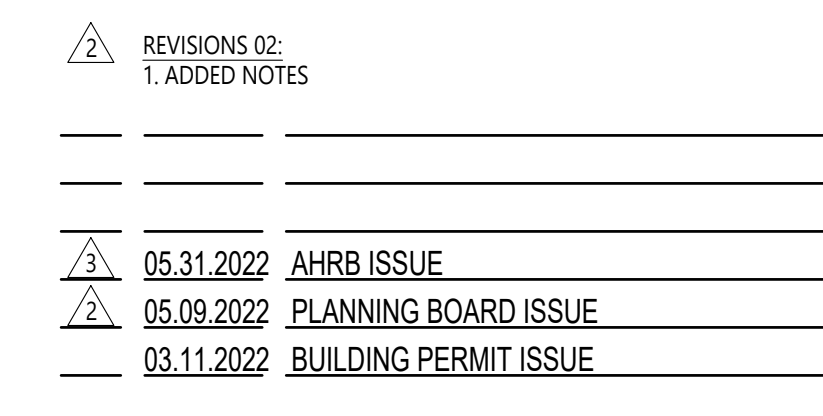 2 REVISIONS 02:
1. ADDED NOTES
3 05.31.2022 AHRB ISSUE
2 05.09.2022 PLANNING BOARD ISSUE
03.11.2022 BUILDING PERMIT ISSUE